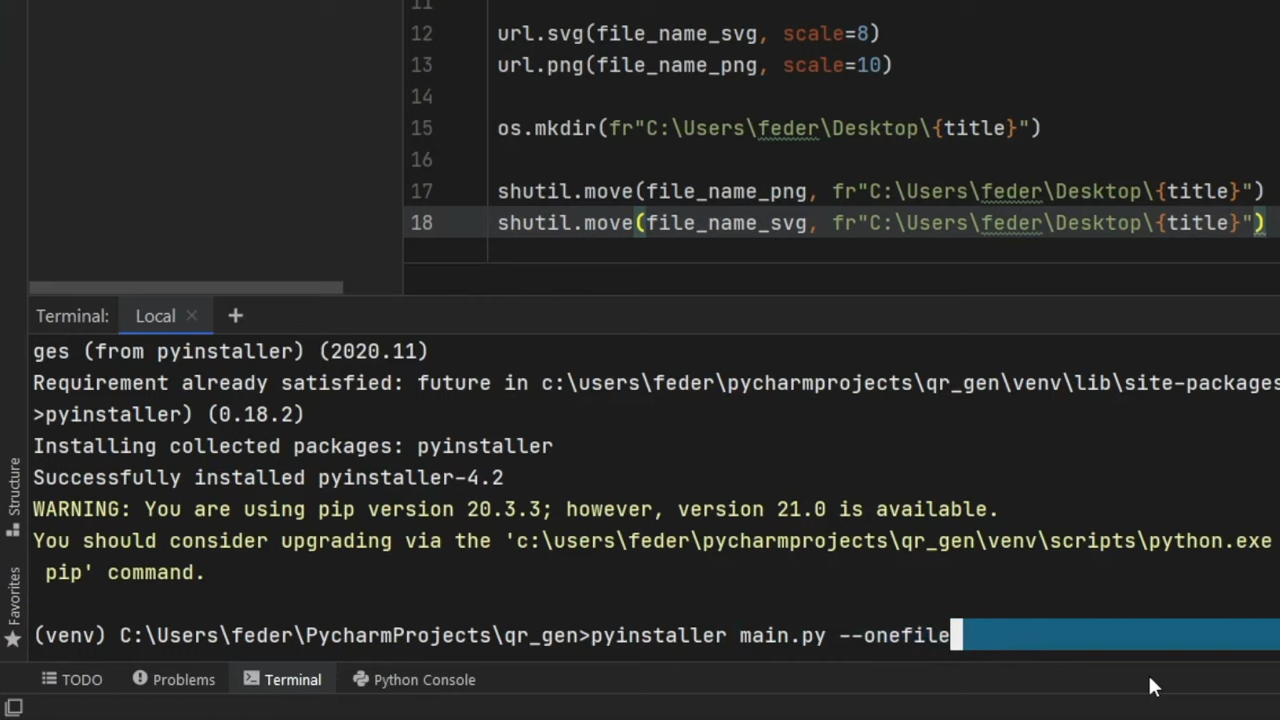 11
12 url.svg(file_name_svg, scale=8)
13 url.png(file_name_png, scale=10)
14
15 os.mkdir(fr"C:\Users\feder\Desktop\{title}")
16
17 shutil.move(file_name_png, fr"C:\Users\feder\Desktop\{title}")
18 shutil.move(file_name_svg, fr"C:\Users\feder\Desktop\{title}")
Terminal: Local × +
ges (from pyinstaller) (2020.11)
Requirement already satisfied: future in c:\users\feder\pycharmprojects\qr_gen\venv\lib\site-packages
>pyinstaller) (0.18.2)
Installing collected packages: pyinstaller
Successfully installed pyinstaller-4.2
WARNING: You are using pip version 20.3.3; however, version 21.0 is available.
You should consider upgrading via the 'c:\users\feder\pycharmprojects\qr_gen\venv\scripts\python.exe
pip' command.
(venv) C:\Users\feder\PycharmProjects\qr_gen>pyinstaller main.py --onefile
Structure
Favorites
TODO Problems Terminal Python Console